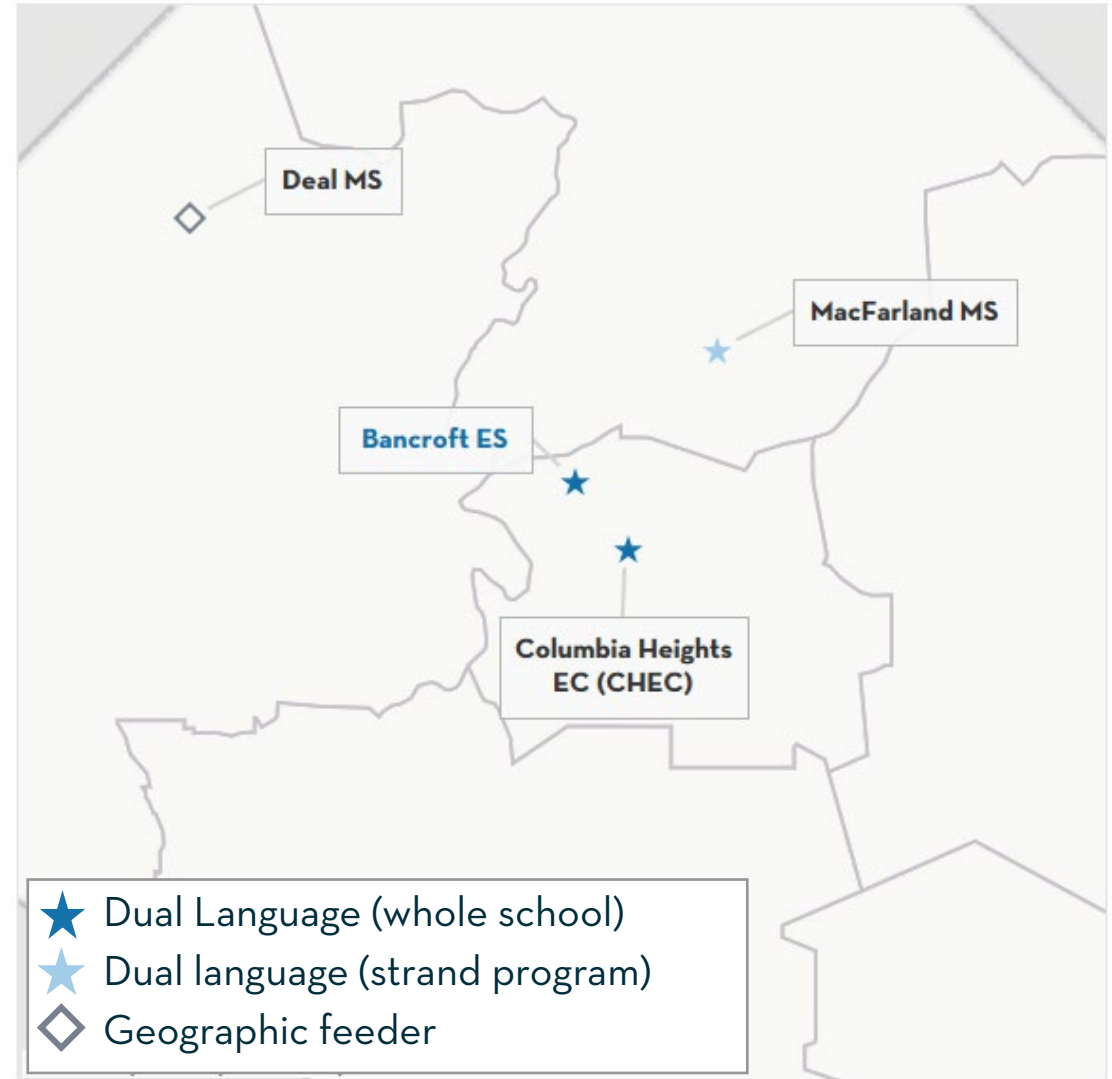 Deal MS
MacFarland MS
Bancroft ES
Columbia Heights
EC (CHEC)
Dual Language (whole school)
Dual language (strand program)
Geographic feeder